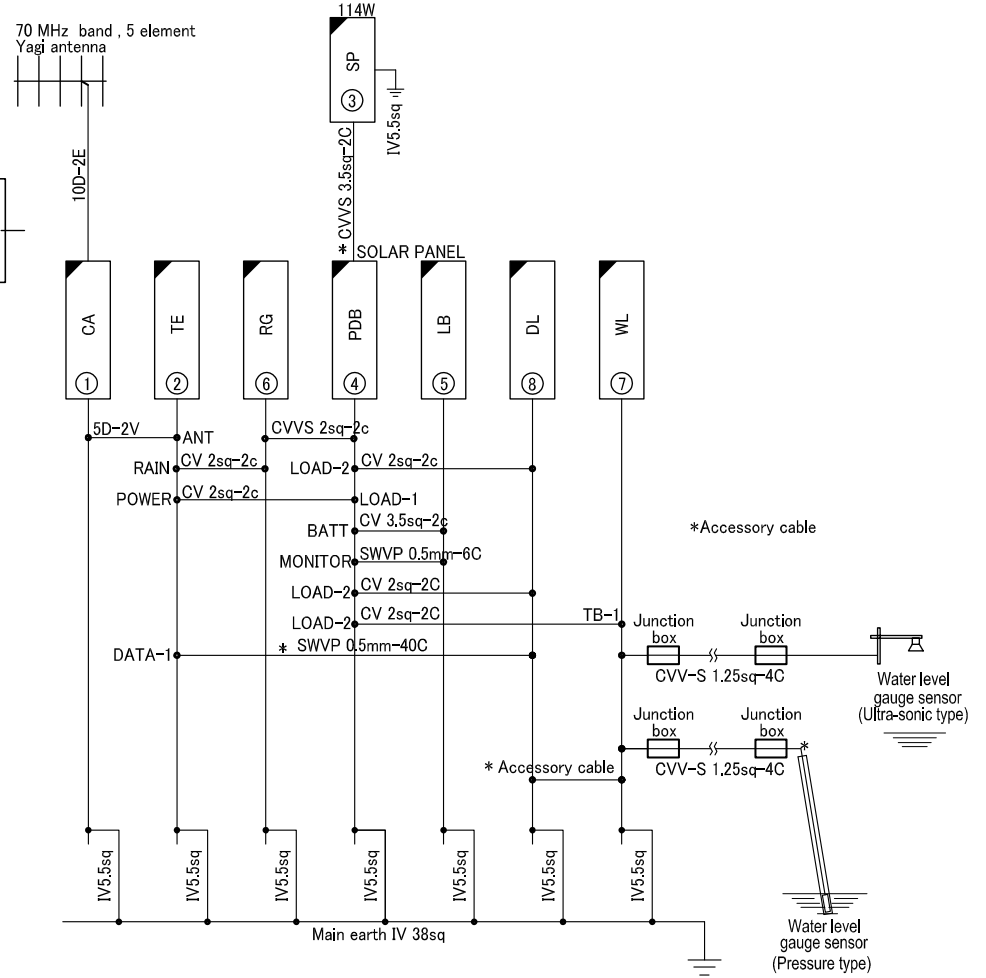 114W
70 MHz band , 5 element
Yagi antenna
SP
3
IV5.5sq
10D-2E
* CVVS 3.5sq-2C
SOLAR PANEL
CA
TE
RG
PDB
LB
DL
WL
1
2
6
4
5
8
7
5D-2V
ANT
CVVS 2sq-2c
RAIN
CV 2sq-2c
LOAD-2
CV 2sq-2c
POWER
CV 2sq-2c
LOAD-1
BATT
CV 3.5sq-2c
*Accessory cable
MONITOR
SWVP 0.5mm-6C
LOAD-2
CV 2sq-2C
LOAD-2
CV 2sq-2C
TB-1
Junction
box
Junction
box
DATA-1
* SWVP 0.5mm-40C
CVV-S 1.25sq-4C
Water level
gauge sensor
(Ultra-sonic type)
Junction
box
Junction
box
*
CVV-S 1.25sq-4C
* Accessory cable
IV5.5sq
IV5.5sq
IV5.5sq
IV5.5sq
IV5.5sq
IV5.5sq
IV5.5sq
Main earth IV 38sq
Water level
gauge sensor
(Pressure type)